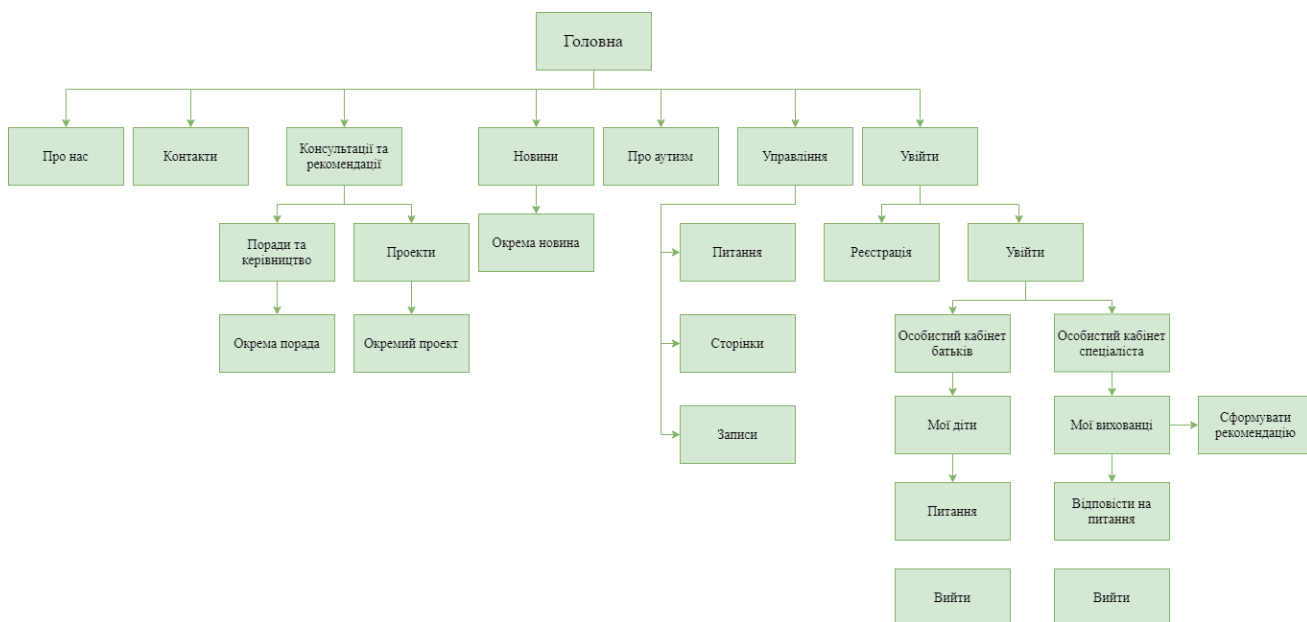 Головна
Про нас
Контакти
Консультації та
рекомендації
Новини
Про аутизм
Управління
Увійти
Поради та
керівництво
Проекти
Окрема новина
Питання
Реєстрація
Увійти
Окрема порада
Окремий проект
Сторінки
Особистий кабінет
батьків
Особистий кабінет
спеціаліста
Записи
Мої діти
Мої вихованці
Сформувати
рекомендацію
Питання
Відповісти на
питання
Вийти
Вийти